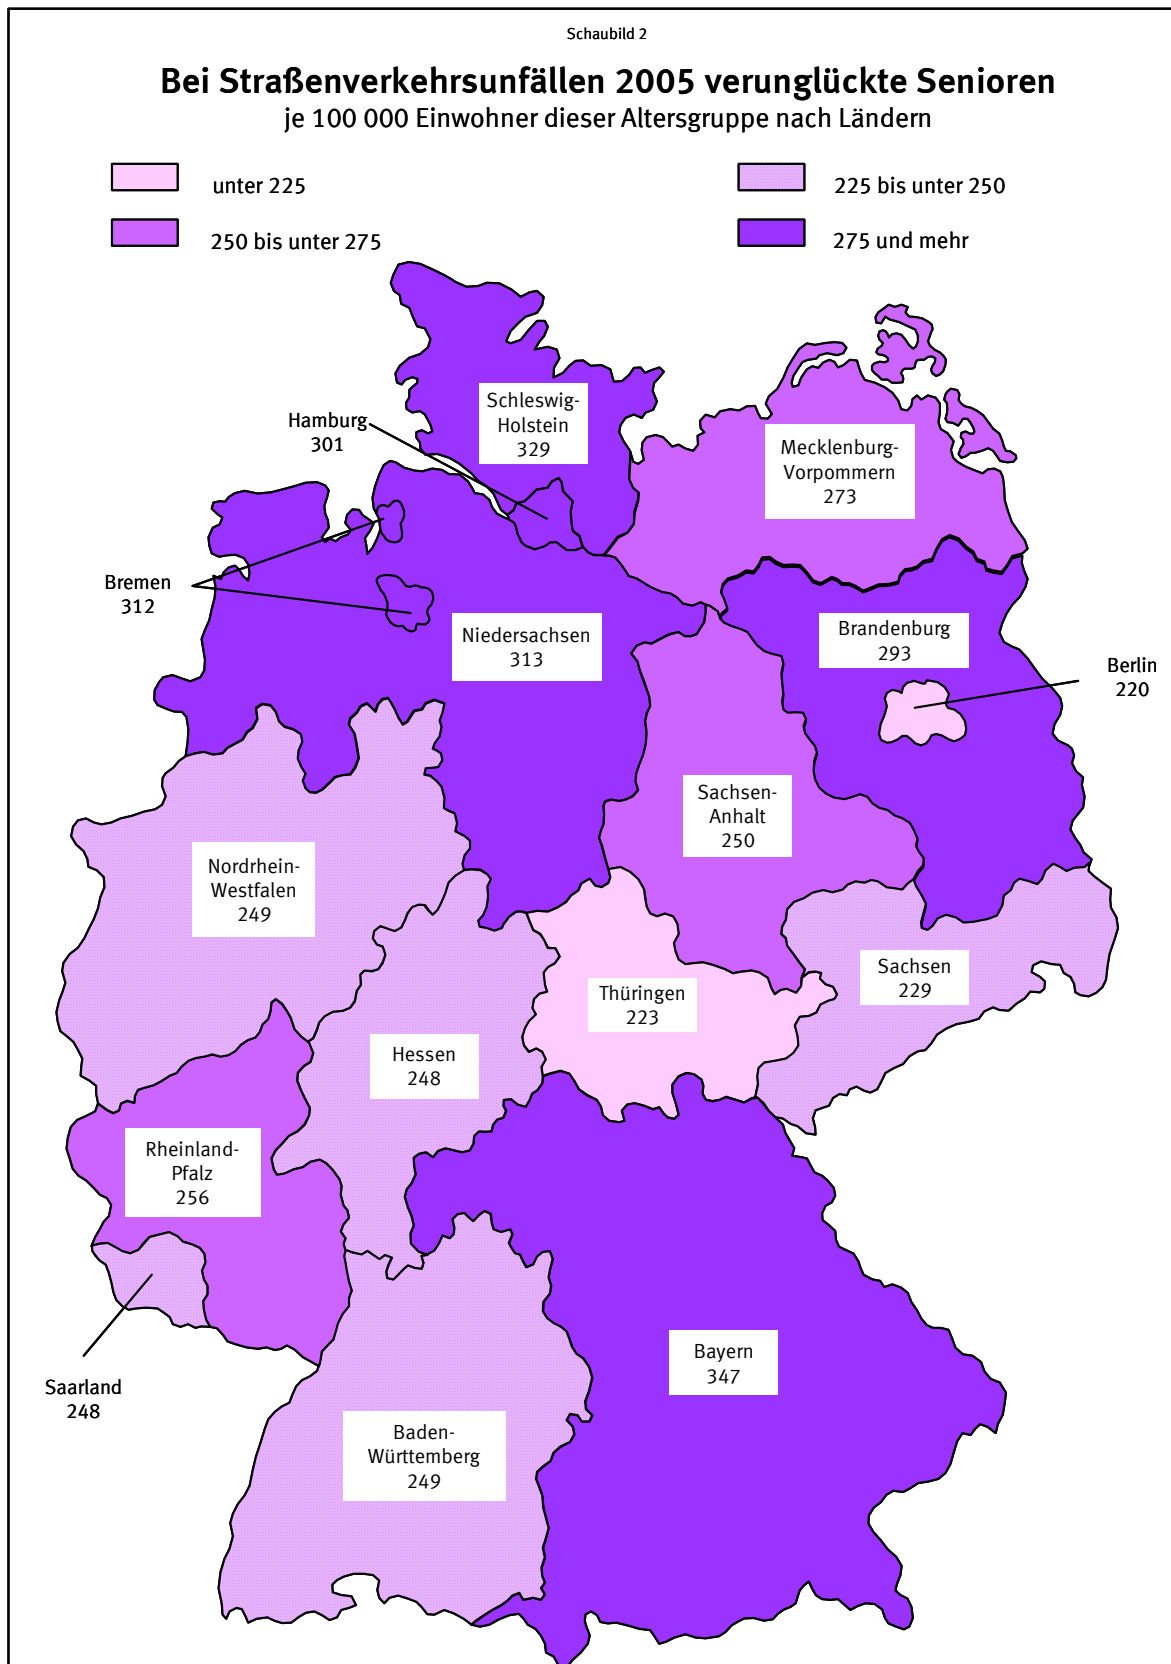 Schaubild 2
Bei Straßenverkehrsunfällen 2005 verunglückte Senioren
je 100 000 Einwohner dieser Altersgruppe nach Ländern
unter 225
225 bis unter 250
250 bis unter 275
275 und mehr
Schleswig-
Holstein
329
Hamburg
301
Mecklenburg-
Vorpommern
273
Bremen
312
Niedersachsen
313
Brandenburg
293
Berlin
220
Sachsen-
Anhalt
250
Nordrhein-
Westfalen
249
Sachsen
229
Thüringen
223
Hessen
248
Rheinland-
Pfalz
256
Saarland
248
Bayern
347
Baden-
Württemberg
249